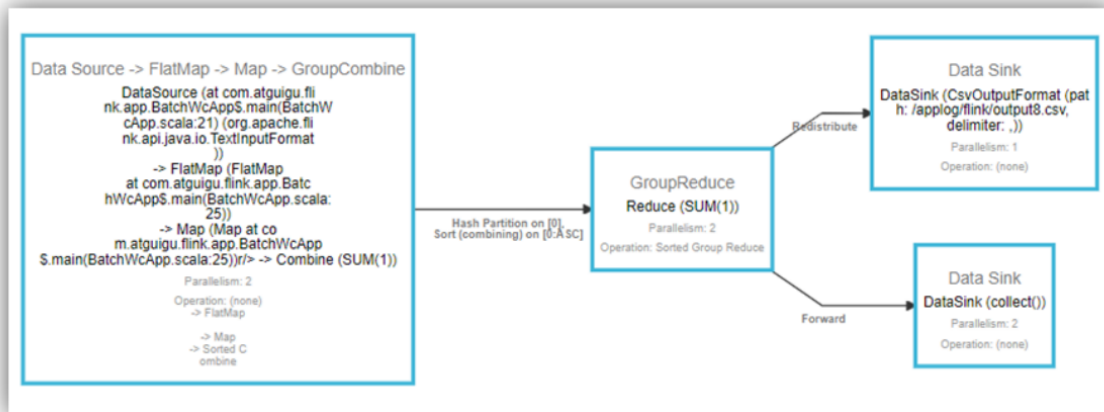 Data Source -> FlatMap -> Map -> GroupCombine
DataSource (at com.atguigu.fli
nk.app.BatchWcApp$.main(BatchW
cApp.scala:21) (org.apache.fli
nk.api.java.io.TextInputFormat
))
-> FlatMap (FlatMap
at com.atguigu.flink.app.Batc
hWcApp$.main(BatchWcApp.scala:
25))
-> Map (Map at co
m.atguigu.flink.app.BatchWcApp
$.main(BatchWcApp.scala:25))r/> -> Combine (SUM(1))
Parallelism: 2
Operation: (none)
-> FlatMap
-> Map
-> Sorted C
ombine
Hash Partition on [0],
Sort (combining) on [0:ASC]
GroupReduce
Reduce (SUM(1))
Parallelism: 2
Operation: Sorted Group Reduce
Redistribute
Data Sink
DataSink (CsvOutputFormat (pat
h: /applog/flink/output8.csv,
delimiter: ,))
Parallelism: 1
Operation: (none)
Forward
Data Sink
DataSink (collect())
Parallelism: 2
Operation: (none)